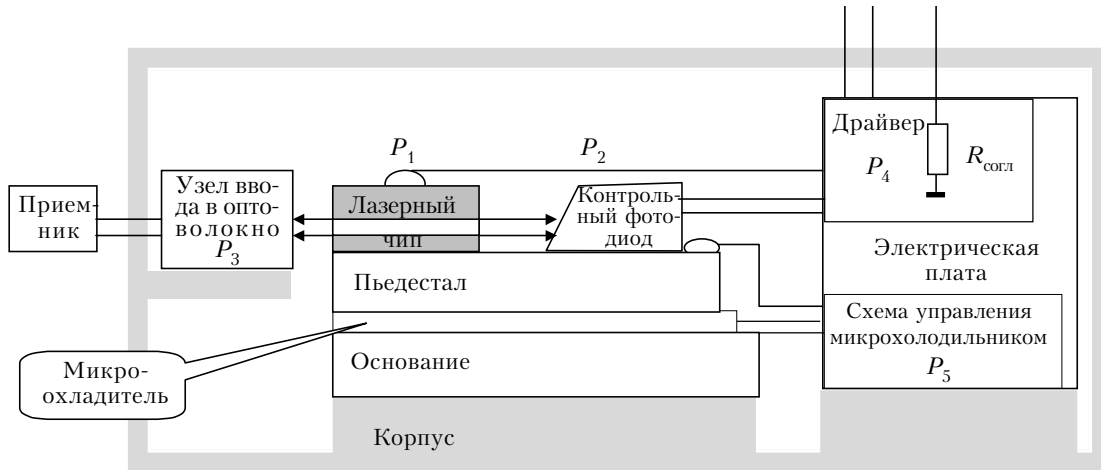 Прием-
ник
Узел вво-
да в опто-
волокно
P3
P1
P2
Лазерный
чип
Контроль-
ный фото-
диод
Драйвер
P4
Rсогл
Электрическая
плата
Пьедестал
Схема управления
микрохолодильником
P5
Основание
Микро-
охладитель
Корпус